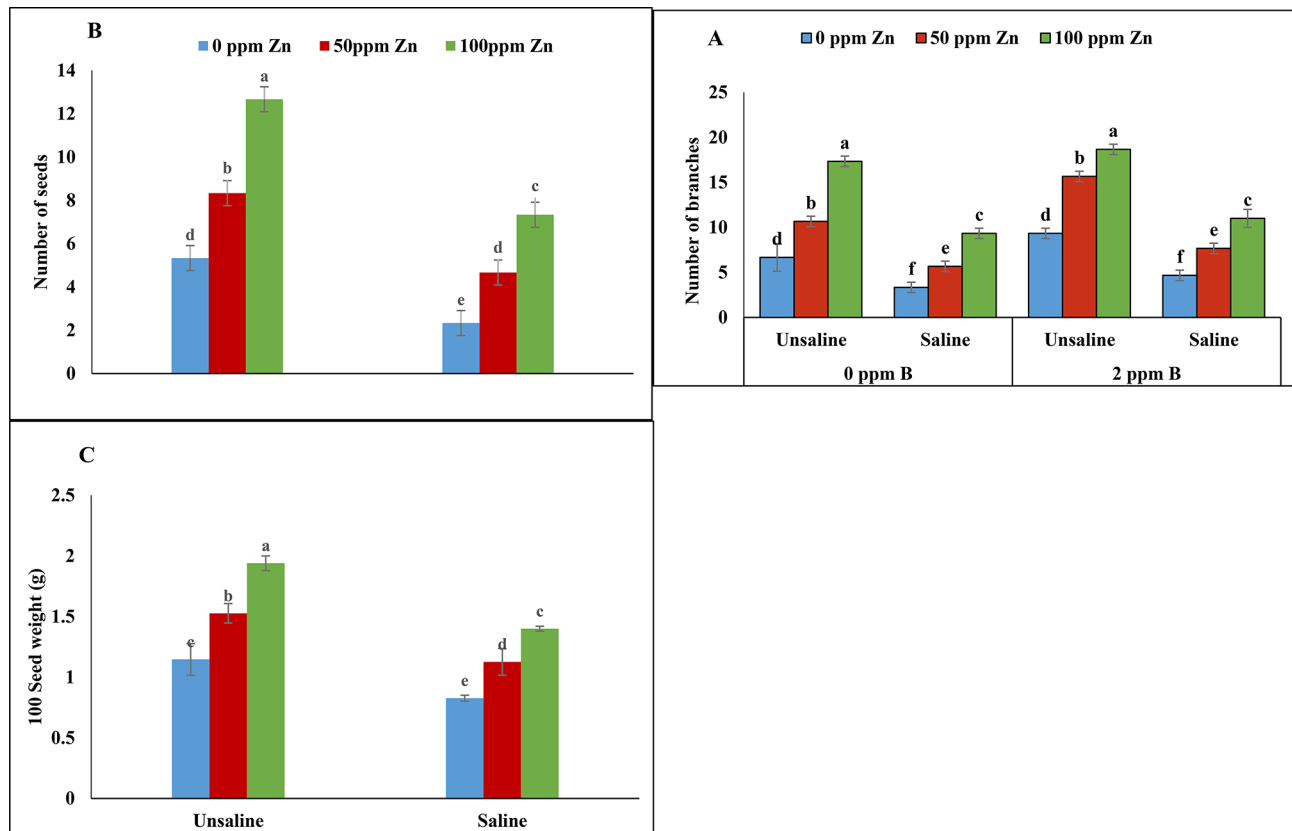 B
0 ppm Zn 50ppm Zn 100ppm Zn
Number of seeds
14
12
10
8
6
4
2
0
d b a e d c
A
0 ppm Zn 50 ppm Zn 100 ppm Zn
Number of branches
25
20
15
10
5
0
d b a f e c d b a f e c
Unsaline Saline Unsaline Saline
0 ppm B 2 ppm B
C
100 Seed weight (g)
2.5
2
1.5
1
0.5
0
b a e d c
Unsaline Saline